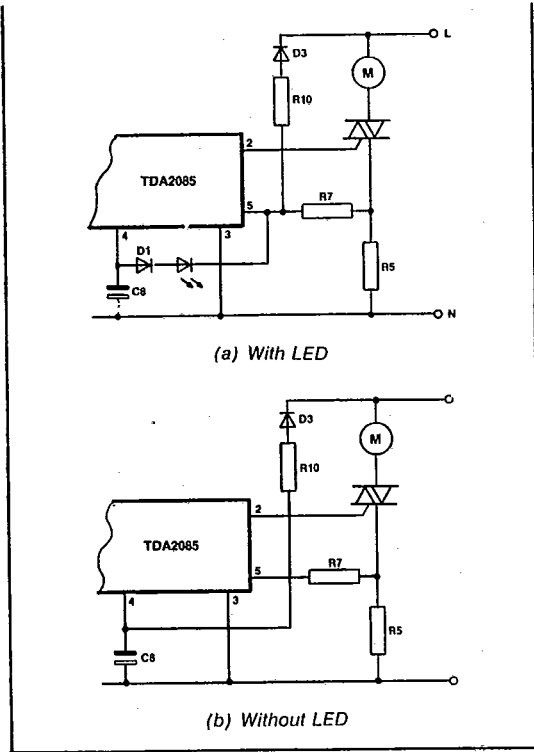 L
D3
M
R10
2
TDA2085
5
R7
4
3
D1
R5
C8
N
(a) With LED
D3
M
R10
2
TDA2085
5
R7
4
3
R5
C8
(b) Without LED